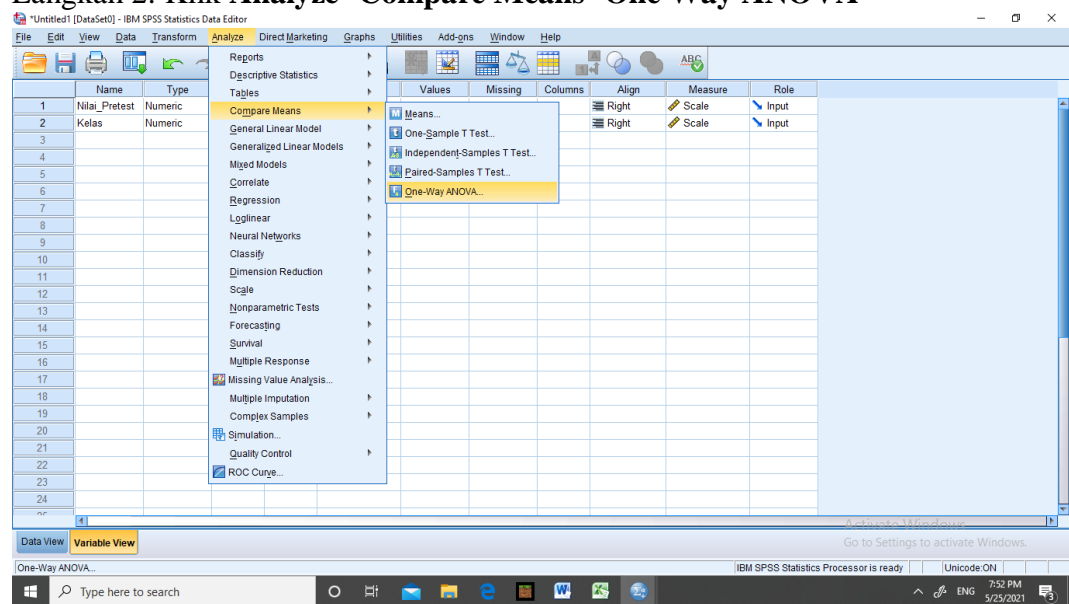 Langkah 2: Klik Analyze- Compare Means- One-Way ANOVA
*Untitled1 [DataSet0] - IBM SPSS Statistics Data Editor
File Edit View Data Transform Analyze Direct Marketing Graphs Utilities Add-ons Window Help
Name Type Values Missing Columns Align Measure Role
1 Nilai_Pretest Numeric Right Scale Input
2 Kelas Numeric Right Scale Input
3
4
5
6
7
8
9
10
11
12
13
14
15
16
17
18
19
20
21
22
23
24
Reports
Descriptive Statistics
Tables
Compare Means
General Linear Model
Generalized Linear Models
Mixed Models
Correlate
Regression
Loglinear
Neural Networks
Classify
Dimension Reduction
Scale
Nonparametric Tests
Forecasting
Survival
Multiple Response
Missing Value Analysis...
Multiple Imputation
Complex Samples
Simulation...
Quality Control
ROC Curve...
Means...
One-Sample T Test...
Independent-Samples T Test...
Paired-Samples T Test...
One-Way ANOVA...
Activate Windows
Go to Settings to activate Windows.
Data View Variable View
One-Way ANOVA... IBM SPSS Statistics Processor is ready Unicode:ON
Type here to search ENG 7:52 PM
5/25/2021